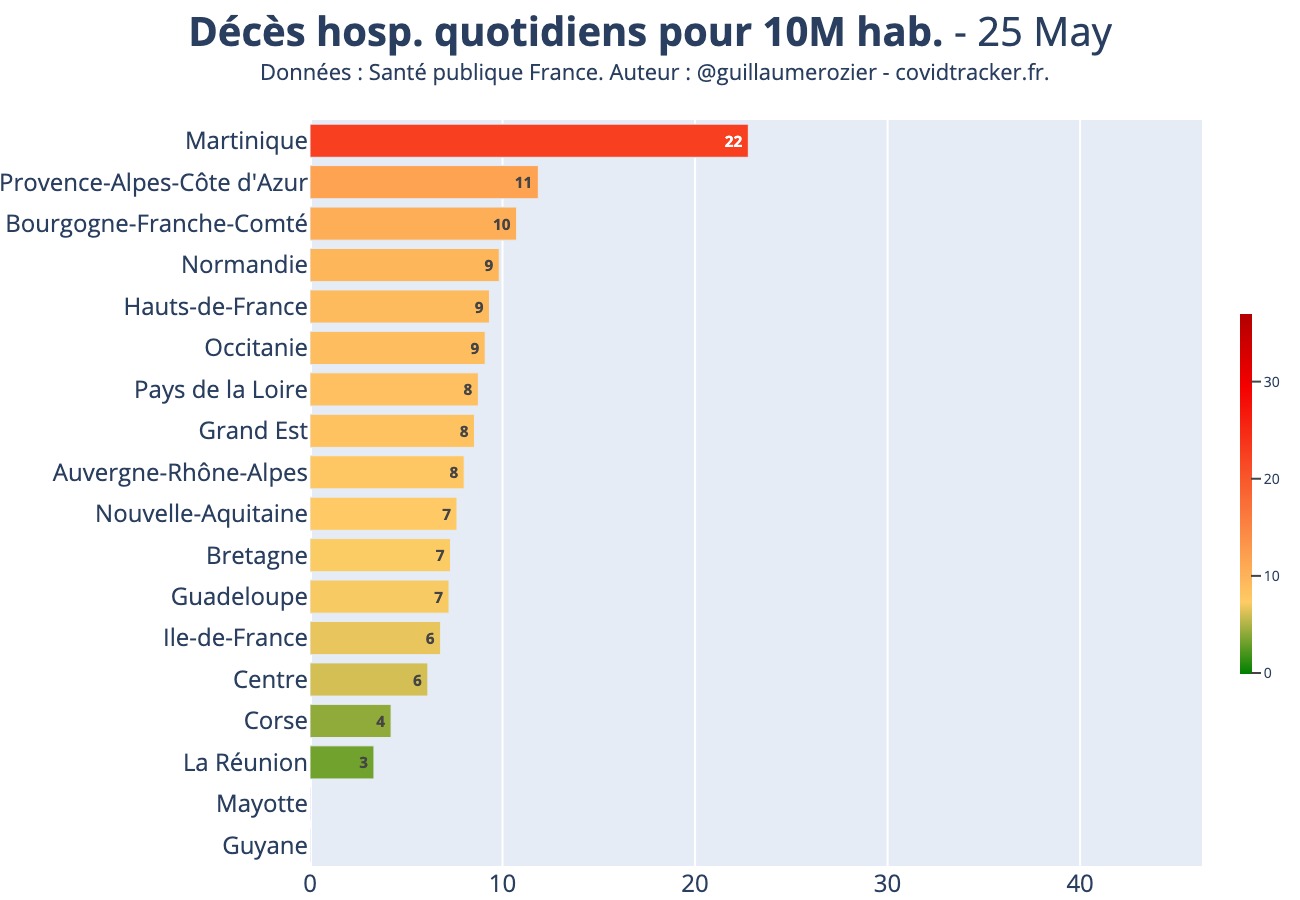 Décès hosp. quotidiens pour 10M hab. - 25 May
Données : Santé publique France. Auteur : @guillaumerozier - covidtracker.fr.
Martinique 22
Provence-Alpes-Côte d'Azur 11
Bourgogne-Franche-Comté 10
Normandie 9
Hauts-de-France 9
Occitanie 9
Pays de la Loire 8
Grand Est 8
Auvergne-Rhône-Alpes 8
Nouvelle-Aquitaine 7
Bretagne 7
Guadeloupe 7
Ile-de-France 6
Centre 6
Corse 4
La Réunion 3
Mayotte
Guyane
0 10 20 30 40
30
20
10
0